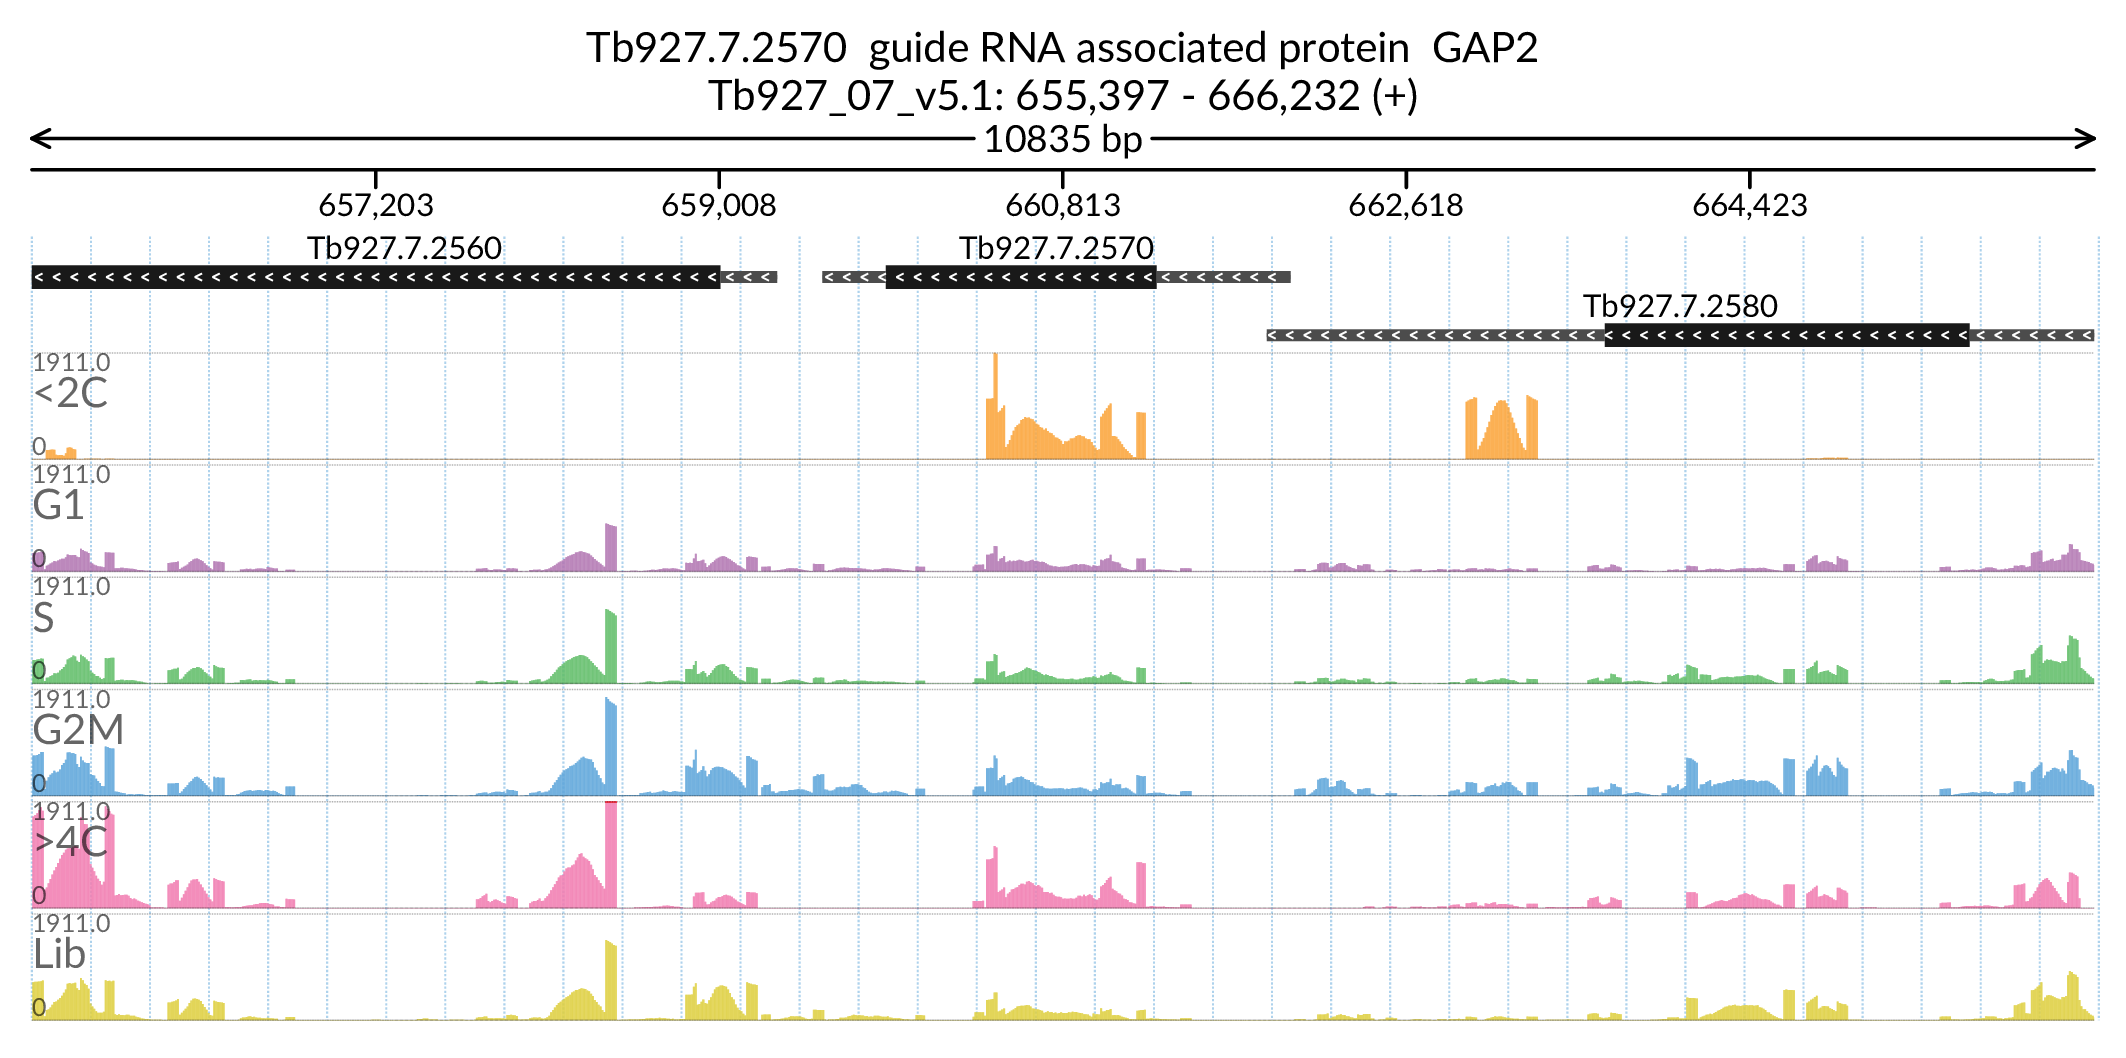 Tb927.7.2570  guide RNA associated protein  GAP2
Tb927_07_v5.1: 655,397 - 666,232 (+)
10835 bp
657,203 659,008 660,813 662,618 664,423
Tb927.7.2560 Tb927.7.2570
Tb927.7.2580
1911.0
<2C
0
1911.0
G1
0
1911.0
S
0
1911.0
G2M
0
1911.0
>4C
0
1911.0
Lib
0